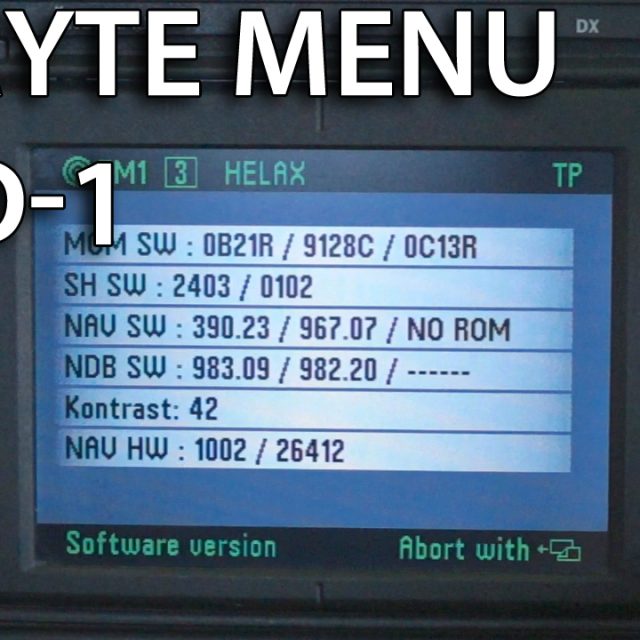 YTE MENU
DX
-1
M1 3 HELAX TP
MCM SW : 0B21R / 9128C / 0C13R
SH SW : 2403 / 0102
NAV SW : 390.23 / 967.07 / NO ROM
NDB SW : 983.09 / 982.20 / ------
Kontrast: 42
NAV HW : 1002 / 26412
Software version Abort with